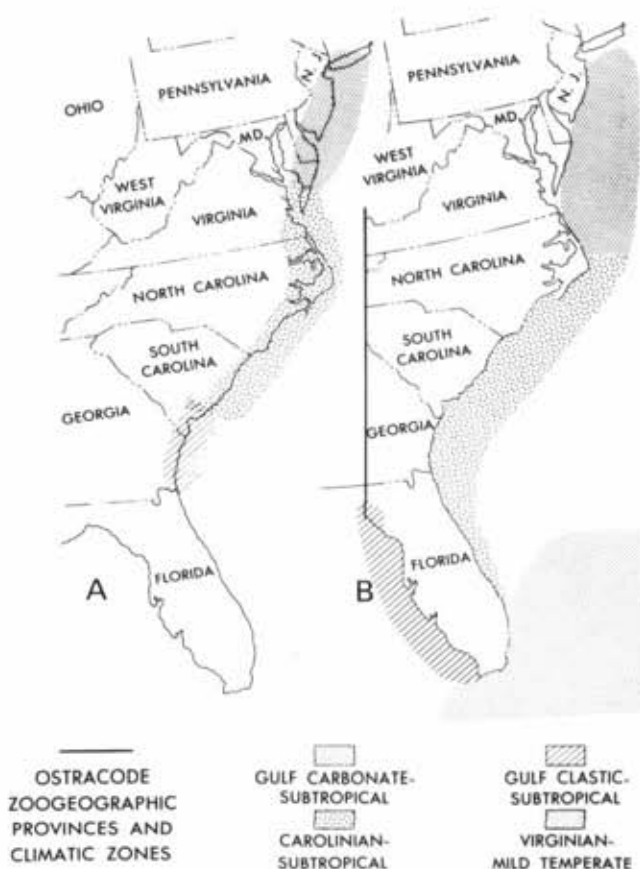 PENNSYLVANIA
N.J.
OHIO
MD.
WEST
VIRGINIA
VIRGINIA
NORTH CAROLINA
SOUTH
CAROLINA
GEORGIA
FLORIDA
A
PENNSYLVANIA
N.J.
MD.
WEST
VIRGINIA
VIRGINIA
NORTH CAROLINA
SOUTH
CAROLINA
GEORGIA
FLORIDA
B
OSTRACODE
ZOOGEOGRAPHIC
PROVINCES AND
CLIMATIC ZONES
GULF CARBONATE-
SUBTROPICAL
CAROLINIAN-
SUBTROPICAL
GULF CLASTIC-
SUBTROPICAL
VIRGINIAN-
MILD TEMPERATE